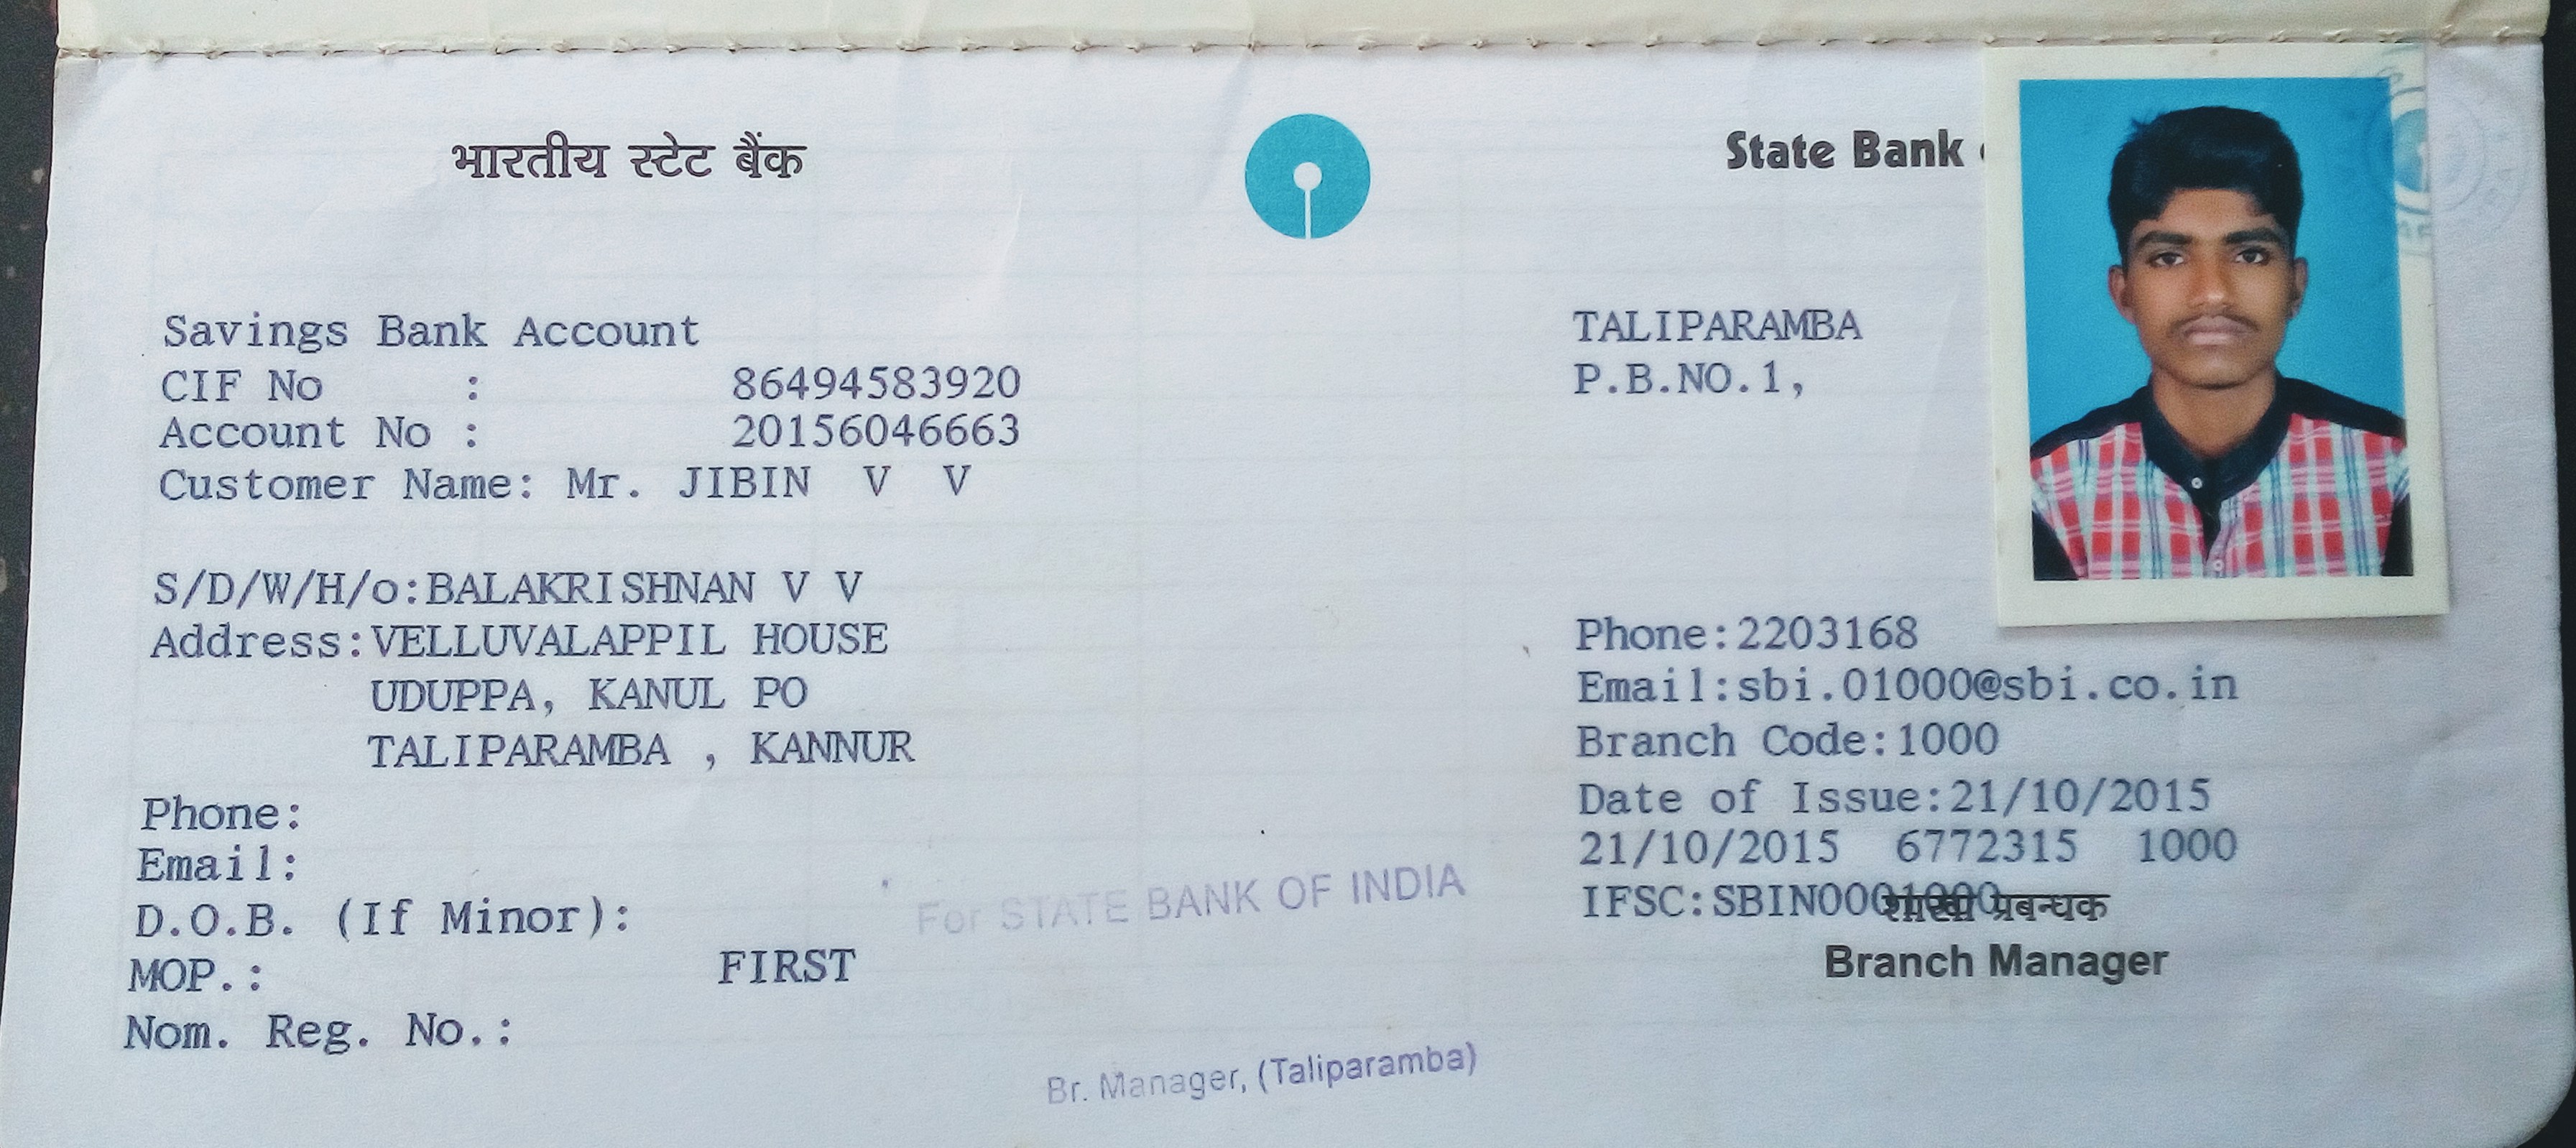 भारतीय स्टेट बैंक
State Bank
Savings Bank Account
CIF No : 86494583920
Account No : 20156046663
Customer Name: Mr. JIBIN V V
S/D/W/H/o:BALAKRISHNAN V V
Address:VELLUVALAPPIL HOUSE
UDUPPA, KANUL PO
TALIPARAMBA , KANNUR
Phone:
Email:
D.O.B. (If Minor):
MOP.: FIRST
Nom. Reg. No.:
TALIPARAMBA
P.B.NO.1,
Phone:2203168
Email:sbi.01000@sbi.co.in
Branch Code:1000
Date of Issue:21/10/2015
21/10/2015 6772315 1000
IFSC:SBIN0001000
शाखा प्रबन्धक
Branch Manager
For STATE BANK OF INDIA
Br. Manager, (Taliparamba)